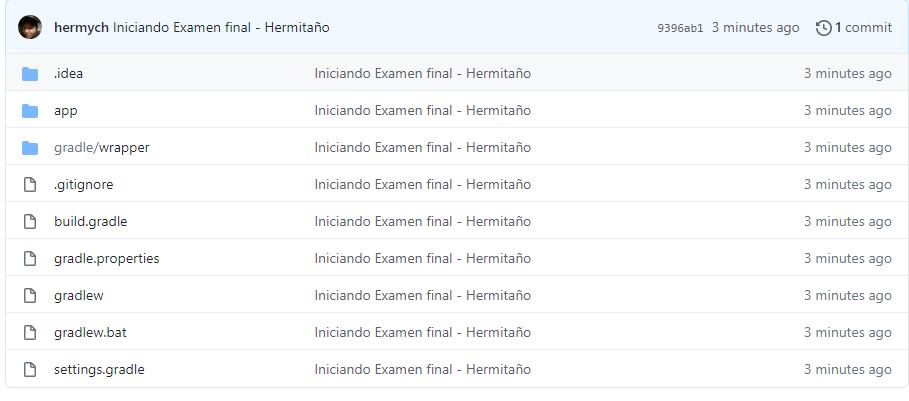 hermych Iniciando Examen final - Hermitaño 9396ab1 3 minutes ago 1 commit
.idea Iniciando Examen final - Hermitaño 3 minutes ago
app Iniciando Examen final - Hermitaño 3 minutes ago
gradle/wrapper Iniciando Examen final - Hermitaño 3 minutes ago
.gitignore Iniciando Examen final - Hermitaño 3 minutes ago
build.gradle Iniciando Examen final - Hermitaño 3 minutes ago
gradle.properties Iniciando Examen final - Hermitaño 3 minutes ago
gradlew Iniciando Examen final - Hermitaño 3 minutes ago
gradlew.bat Iniciando Examen final - Hermitaño 3 minutes ago
settings.gradle Iniciando Examen final - Hermitaño 3 minutes ago